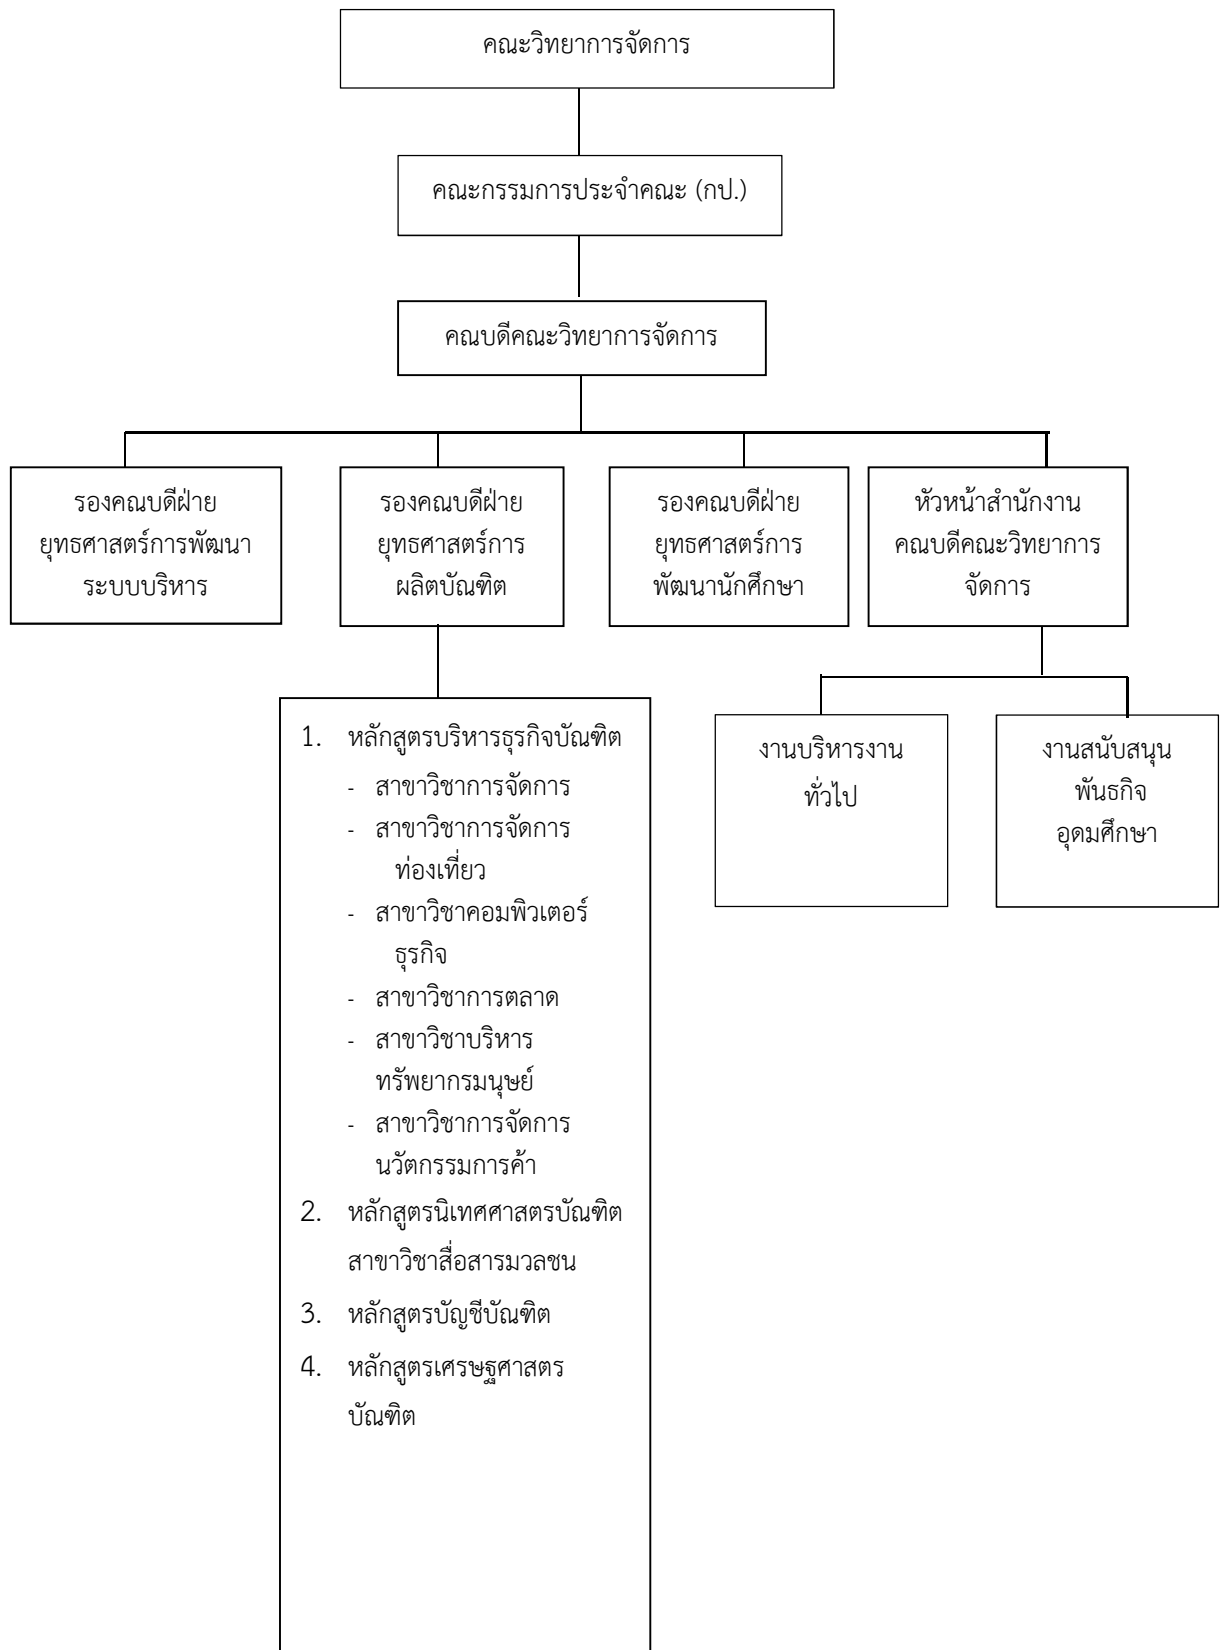 คณะวิทยาการจัดการ
คณะกรรมการประจำคณะ (กป.)
คณบดีคณะวิทยาการจัดการ
รองคณบดีฝ่าย
ยุทธศาสตร์การพัฒนา
ระบบบริหาร
รองคณบดีฝ่าย
ยุทธศาสตร์การ
ผลิตบัณฑิต
รองคณบดีฝ่าย
ยุทธศาสตร์การ
พัฒนานักศึกษา
หัวหน้าสำนักงาน
คณบดีคณะวิทยาการ
จัดการ
1. หลักสูตรบริหารธุรกิจบัณฑิต
- สาขาวิชาการจัดการ
- สาขาวิชาการจัดการ
ท่องเที่ยว
- สาขาวิชาคอมพิวเตอร์
ธุรกิจ
- สาขาวิชาการตลาด
- สาขาวิชาบริหาร
ทรัพยากรมนุษย์
- สาขาวิชาการจัดการ
นวัตกรรมการค้า
2. หลักสูตรนิเทศศาสตรบัณฑิต
สาขาวิชาสื่อสารมวลชน
3. หลักสูตรบัญชีบัณฑิต
4. หลักสูตรเศรษฐศาสตร
บัณฑิต
งานบริหารงาน
ทั่วไป
งานสนับสนุน
พันธกิจ
อุดมศึกษา